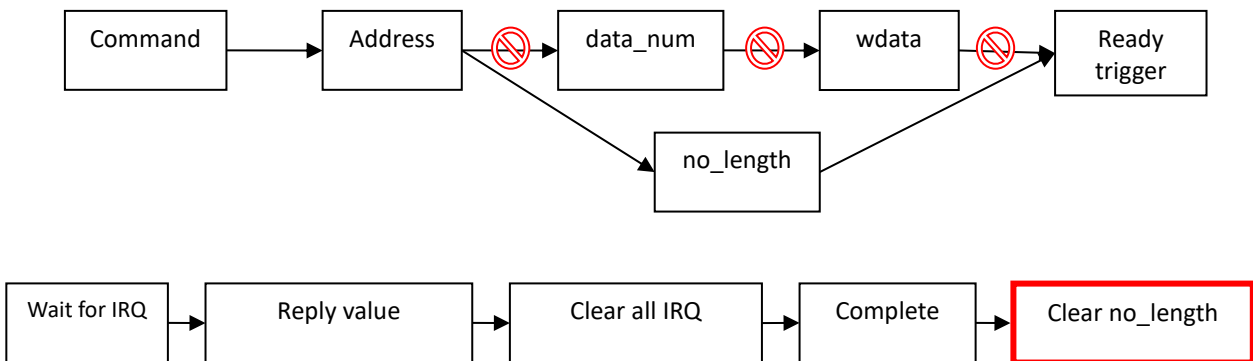 Command
Address
data_num
wdata
Ready
trigger
no_length
Wait for IRQ
Reply value
Clear all IRQ
Complete
Clear no_length